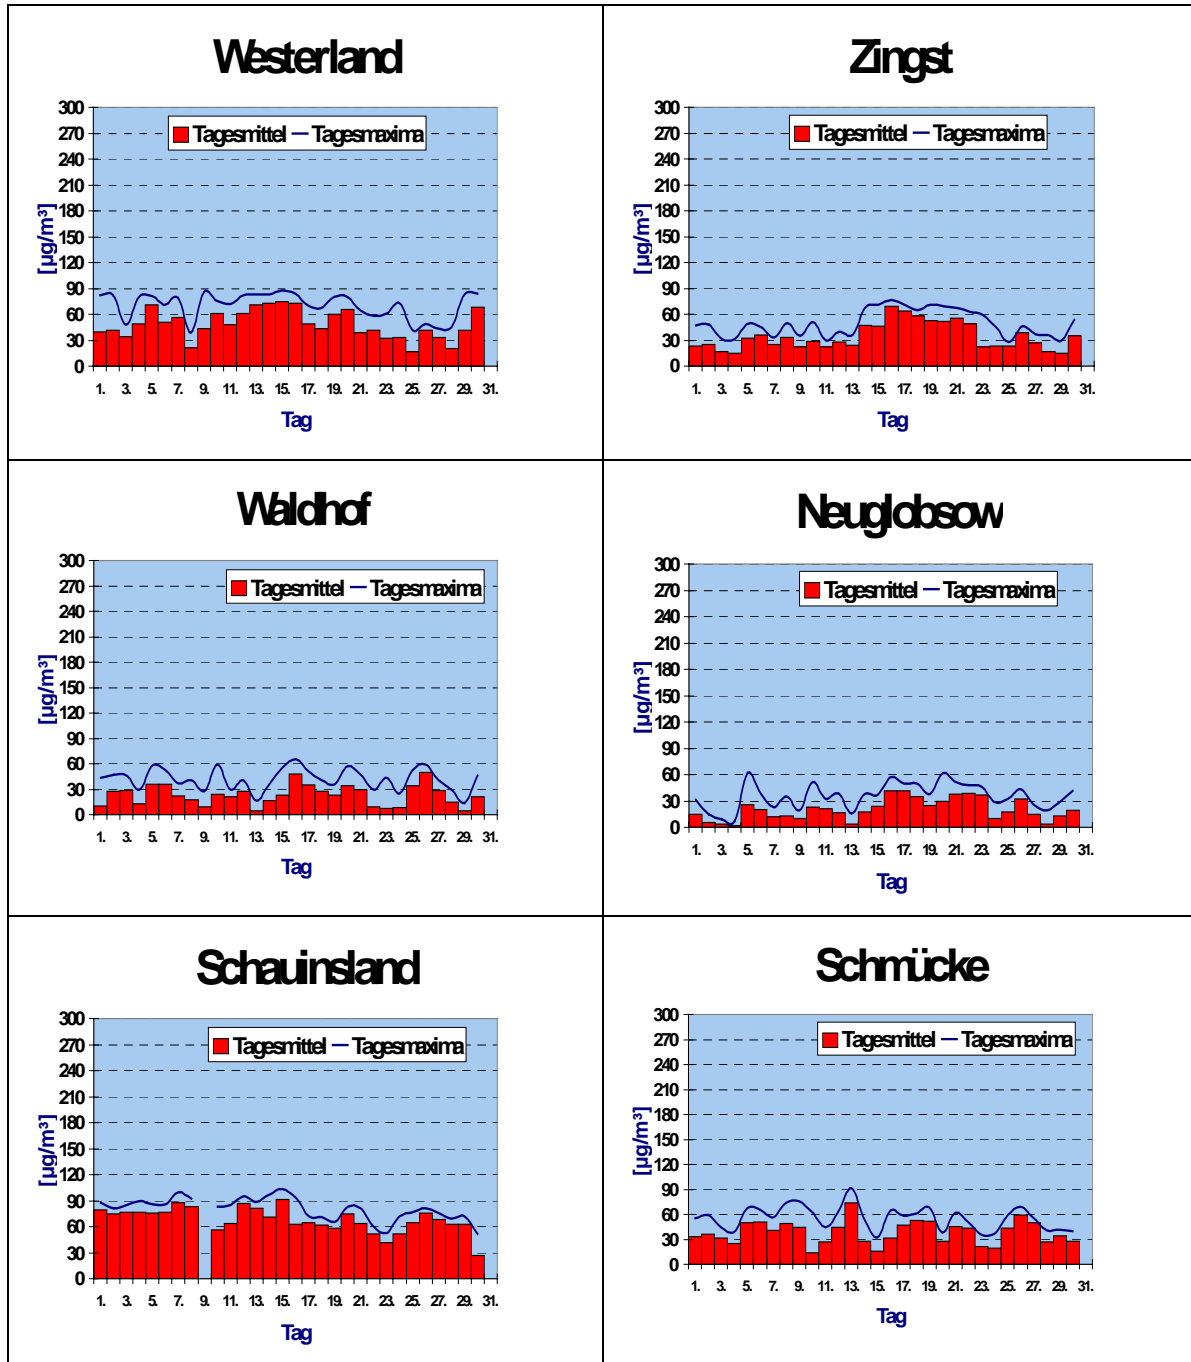 Westerland
300
270
240
210
180
150
120
90
60
30
0
[µg/m³]
Tagesmittel Tagesmaxima
1. 3. 5. 7. 9. 11. 13. 15. 17. 19. 21. 23. 25. 27. 29. 31.
Tag
Zingst
300
270
240
210
180
150
120
90
60
30
0
[µg/m³]
Tagesmittel Tagesmaxima
1. 3. 5. 7. 9. 11. 13. 15. 17. 19. 21. 23. 25. 27. 29. 31.
Tag
Waldhof
300
270
240
210
180
150
120
90
60
30
0
[µg/m³]
Tagesmittel Tagesmaxima
1. 3. 5. 7. 9. 11. 13. 15. 17. 19. 21. 23. 25. 27. 29. 31.
Tag
Neuglobsow
300
270
240
210
180
150
120
90
60
30
0
[µg/m³]
Tagesmittel Tagesmaxima
1. 3. 5. 7. 9. 11. 13. 15. 17. 19. 21. 23. 25. 27. 29. 31.
Tag
Schauinsland
300
270
240
210
180
150
120
90
60
30
0
[µg/m³]
Tagesmittel Tagesmaxima
1. 3. 5. 7. 9. 11. 13. 15. 17. 19. 21. 23. 25. 27. 29. 31.
Tag
Schmücke
300
270
240
210
180
150
120
90
60
30
0
[µg/m³]
Tagesmittel Tagesmaxima
1. 3. 5. 7. 9. 11. 13. 15. 17. 19. 21. 23. 25. 27. 29. 31.
Tag